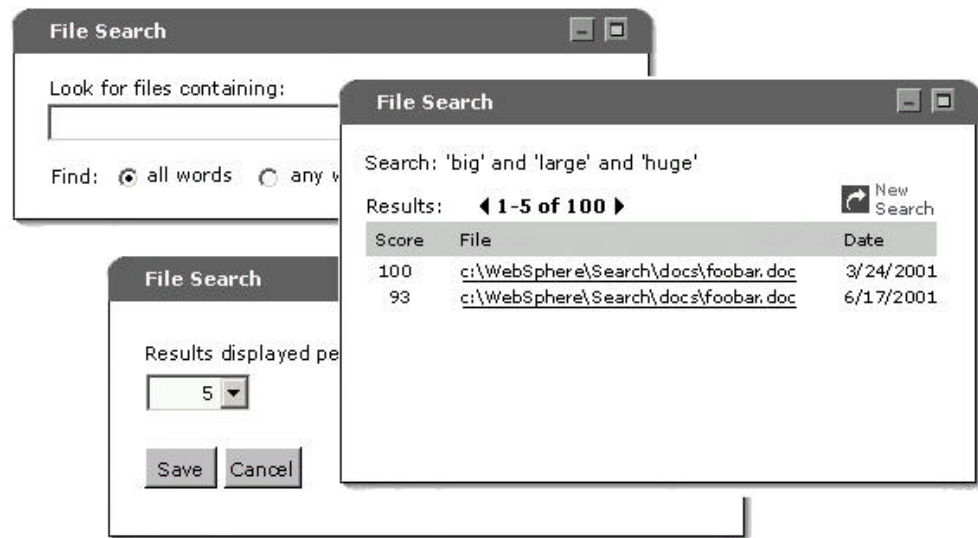 File Search
Look for files containing:
Find: all words any
File Search
Search: 'big' and 'large' and 'huge'
Results: 1-5 of 100
New
Search
Score File Date
100 c:\WebSphere\Search\docs\foobar.doc 3/24/2001
93 c:\WebSphere\Search\docs\foobar.doc 6/17/2001
File Search
Results displayed
5
Save Cancel